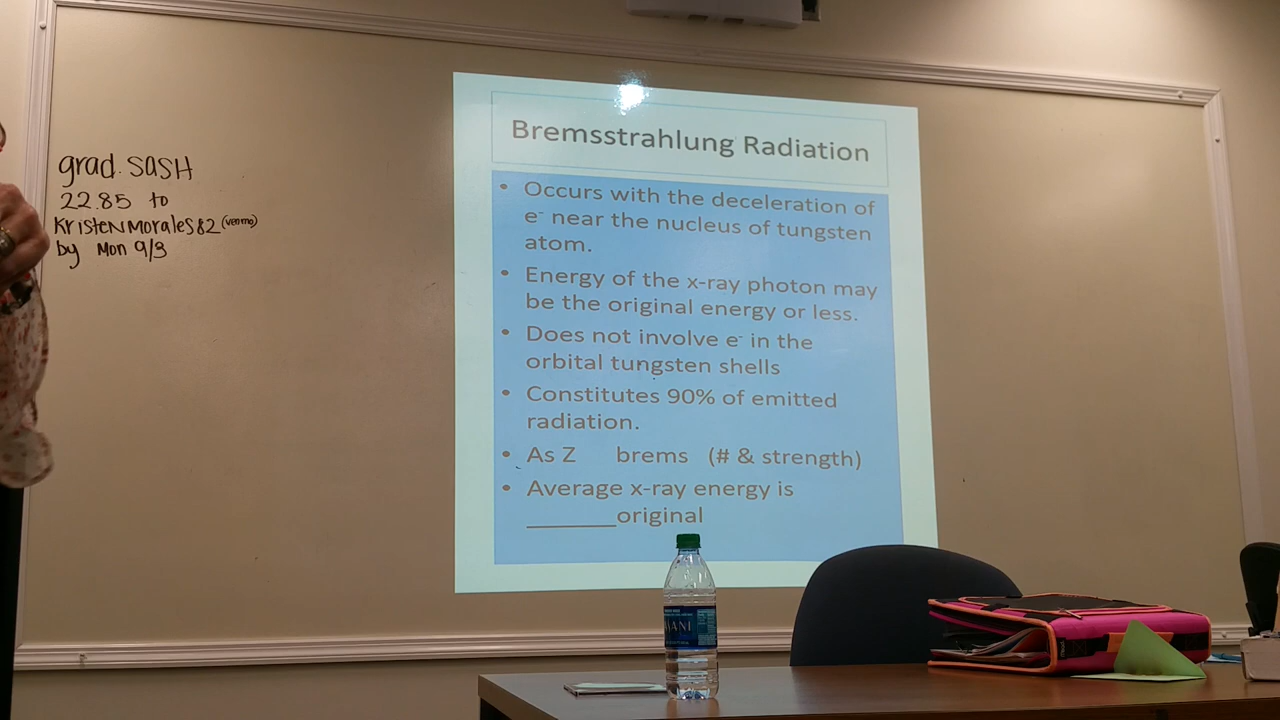 grad. SASH
22.85 to
KristenMorales82 (venmo)
by Mon 9/3
Bremsstrahlung Radiation
• Occurs with the deceleration of
e⁻ near the nucleus of tungsten
atom.
• Energy of the x-ray photon may
be the original energy or less.
• Does not involve e⁻ in the
orbital tungsten shells
• Constitutes 90% of emitted
radiation.
• As Z brems (# & strength)
• Average x-ray energy is
_______original